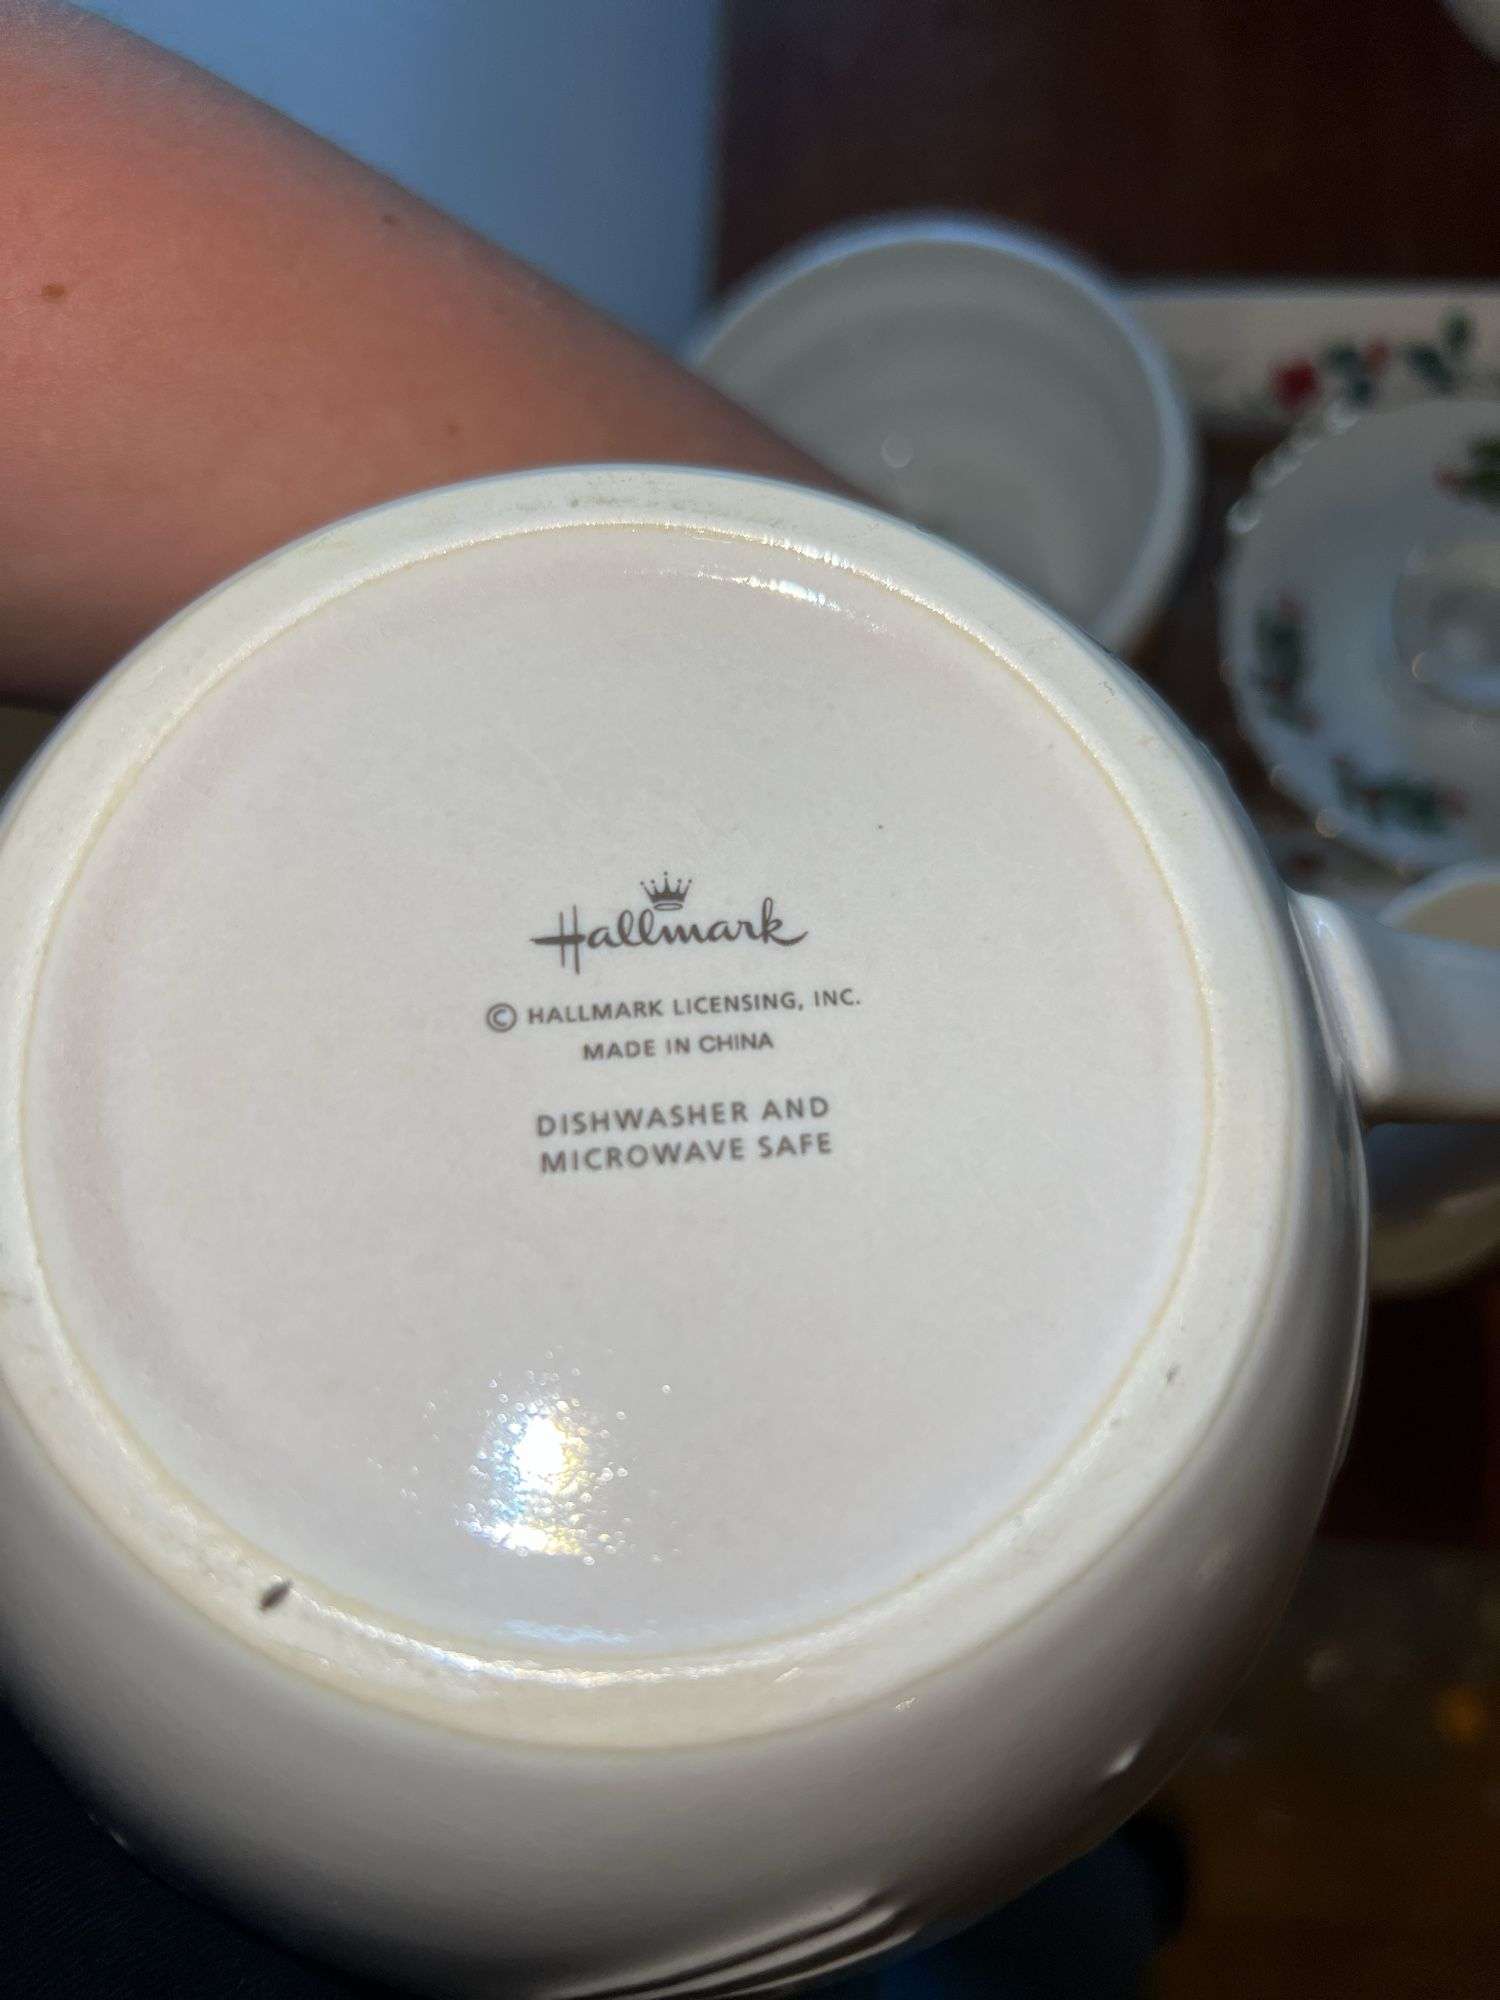 Hallmark
© HALLMARK LICENSING, INC.
MADE IN CHINA
DISHWASHER AND
MICROWAVE SAFE